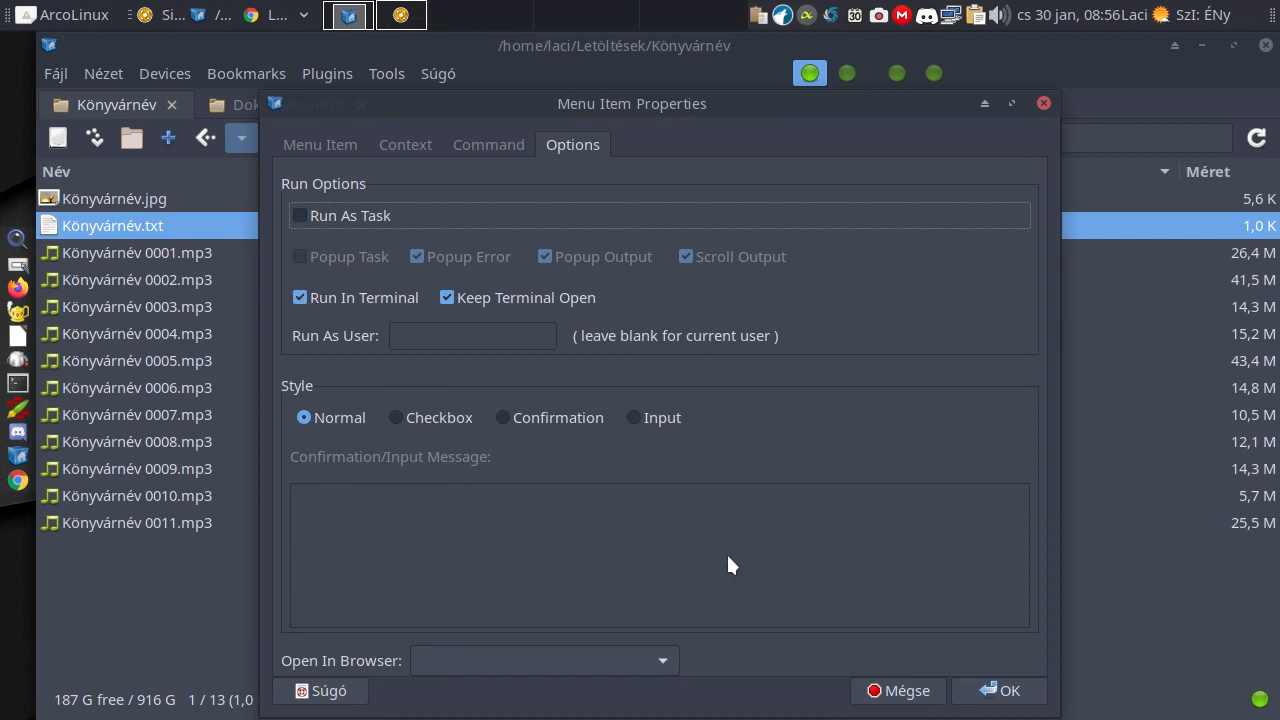 ArcoLinux Si... /... L... cs 30 jan, 08:56 Laci SzI: ÉNy
/home/laci/Letöltések/Könyvárnév
Fájl Nézet Devices Bookmarks Plugins Tools Súgó
Könyvárnév Dok
Menu Item Properties
Menu Item Context Command Options
Név Méret
Run Options
Könyvárnév.jpg 5,6 K
Run As Task
Könyvárnév.txt 1,0 K
Könyvárnév 0001.mp3 26,4 M
Popup Task Popup Error Popup Output Scroll Output
Könyvárnév 0002.mp3 41,5 M
Run In Terminal Keep Terminal Open
Könyvárnév 0003.mp3 14,3 M
Run As User: ( leave blank for current user )
Könyvárnév 0004.mp3 15,2 M
Könyvárnév 0005.mp3 43,4 M
Style
Könyvárnév 0006.mp3 14,8 M
Könyvárnév 0007.mp3 10,5 M
Normal Checkbox Confirmation Input
Könyvárnév 0008.mp3 12,1 M
Confirmation/Input Message:
Könyvárnév 0009.mp3 14,3 M
Könyvárnév 0010.mp3 5,7 M
Könyvárnév 0011.mp3 25,5 M
Open In Browser:
Súgó Mégse OK
187 G free / 916 G 1 / 13 (1,0